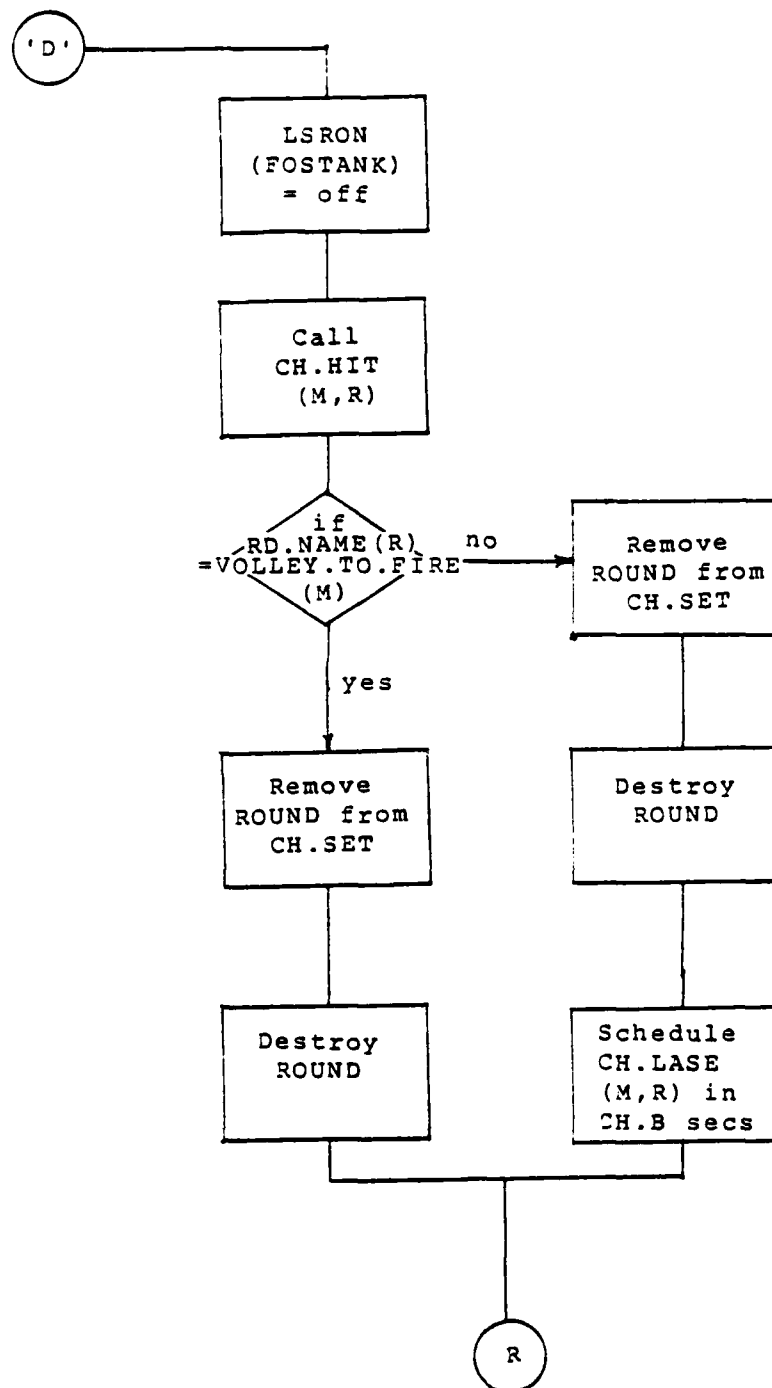 'D'
LSRON
(FOSTANK)
= off
Call
CH.HIT
(M,R)
if
RD.NAME(R)
=VOLLEY.TO.FIRE
(M)
no
Remove
ROUND from
CH.SET
yes
Remove
ROUND from
CH.SET
Destroy
ROUND
Destroy
ROUND
Schedule
CH.LASE
(M,R) in
CH.B secs
R